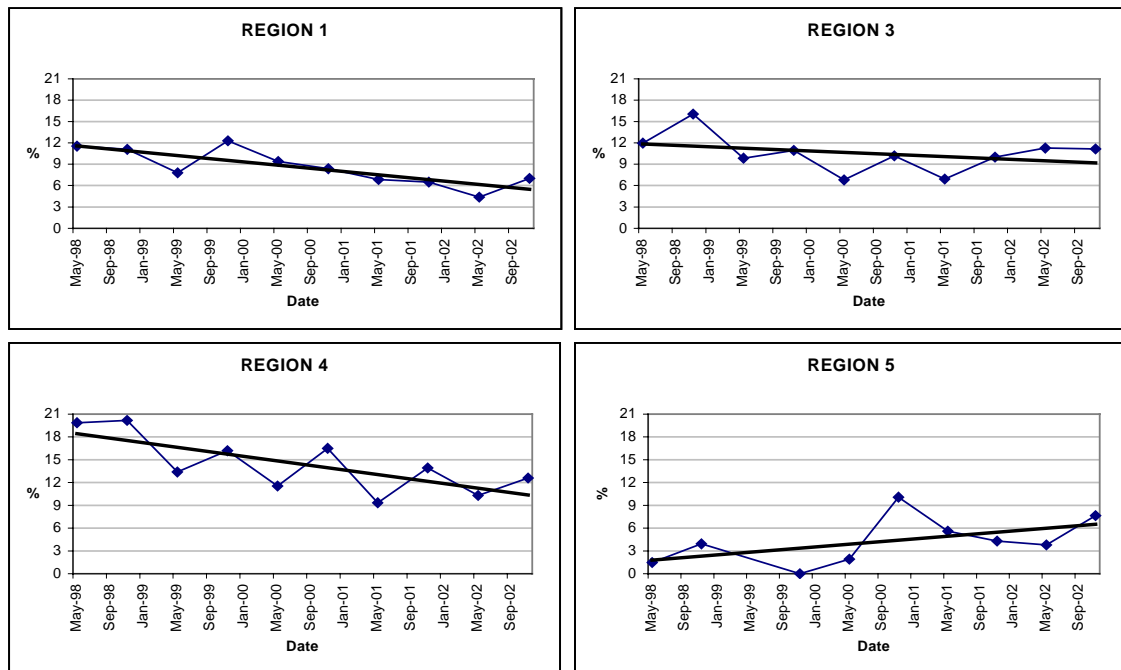 REGION 1
21
18
15
12
9
6
3
0
%
May-98
Sep-98
Jan-99
May-99
Sep-99
Jan-00
May-00
Sep-00
Jan-01
May-01
Sep-01
Jan-02
May-02
Sep-02
Date
REGION 3
21
18
15
12
9
6
3
0
%
May-98
Sep-98
Jan-99
May-99
Sep-99
Jan-00
May-00
Sep-00
Jan-01
May-01
Sep-01
Jan-02
May-02
Sep-02
Date
REGION 4
21
18
15
12
9
6
3
0
%
May-98
Sep-98
Jan-99
May-99
Sep-99
Jan-00
May-00
Sep-00
Jan-01
May-01
Sep-01
Jan-02
May-02
Sep-02
Date
REGION 5
21
18
15
12
9
6
3
0
%
May-98
Sep-98
Jan-99
May-99
Sep-99
Jan-00
May-00
Sep-00
Jan-01
May-01
Sep-01
Jan-02
May-02
Sep-02
Date